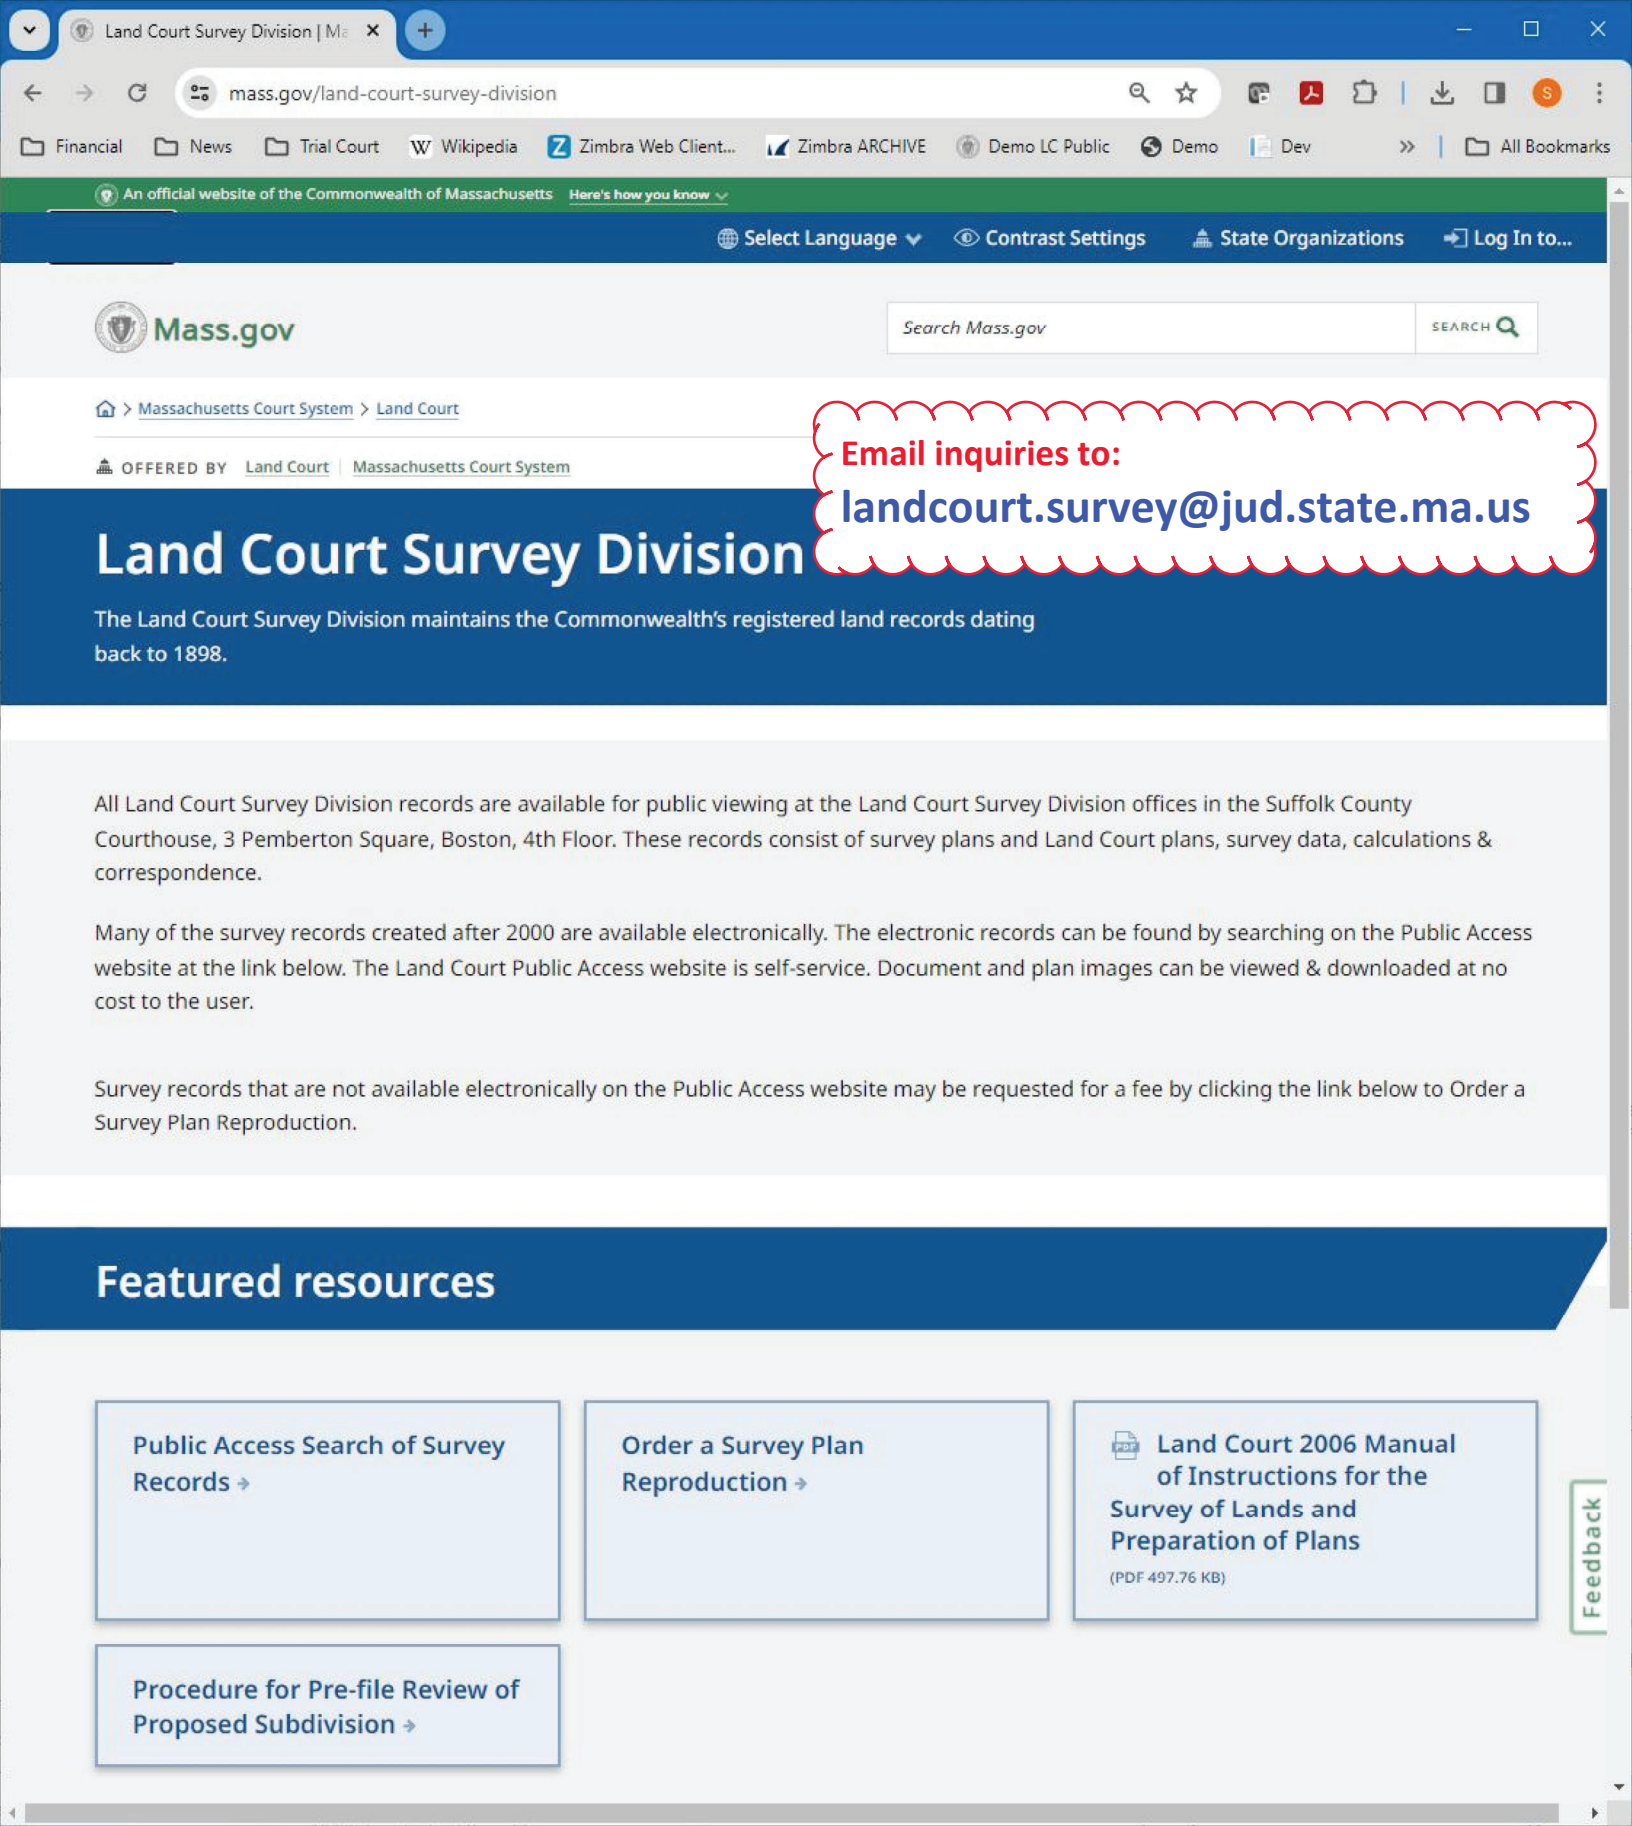 Land Court Survey Division | Ma
mass.gov/land-court-survey-division
S
Financial News Trial Court W Wikipedia Z Zimbra Web Client... Zimbra ARCHIVE Demo LC Public Demo Dev » All Bookmarks
An official website of the Commonwealth of Massachusetts Here's how you know
Select Language Contrast Settings State Organizations Log In to...
Mass.gov
Search Mass.gov
SEARCH
> Massachusetts Court System > Land Court
OFFERED BY Land Court | Massachusetts Court System
Email inquiries to:
landcourt.survey@jud.state.ma.us
Land Court Survey Division
The Land Court Survey Division maintains the Commonwealth's registered land records dating
back to 1898.
All Land Court Survey Division records are available for public viewing at the Land Court Survey Division offices in the Suffolk County
Courthouse, 3 Pemberton Square, Boston, 4th Floor. These records consist of survey plans and Land Court plans, survey data, calculations &
correspondence.
Many of the survey records created after 2000 are available electronically. The electronic records can be found by searching on the Public Access
website at the link below. The Land Court Public Access website is self-service. Document and plan images can be viewed & downloaded at no
cost to the user.
Survey records that are not available electronically on the Public Access website may be requested for a fee by clicking the link below to Order a
Survey Plan Reproduction.
Featured resources
Public Access Search of Survey
Records
Order a Survey Plan
Reproduction
PDF Land Court 2006 Manual
of Instructions for the
Survey of Lands and
Preparation of Plans
(PDF 497.76 KB)
Feedback
Procedure for Pre-file Review of
Proposed Subdivision